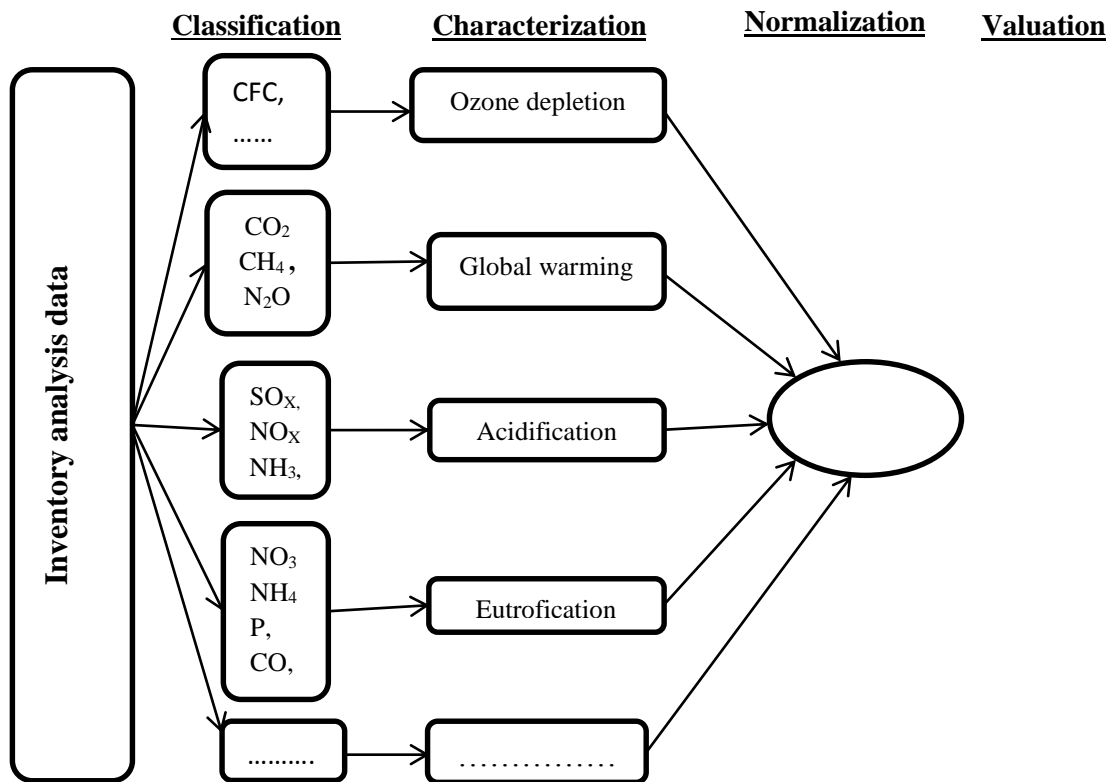 Classification
Characterization
Normalization
Valuation
Inventory analysis data
CFC,
......
Ozone depletion
CO₂
CH₄ ,
N₂O
Global warming
SOX,
NOX
NH₃,
Acidification
NO₃
NH₄
P,
CO,
Eutrofication
..........
...............